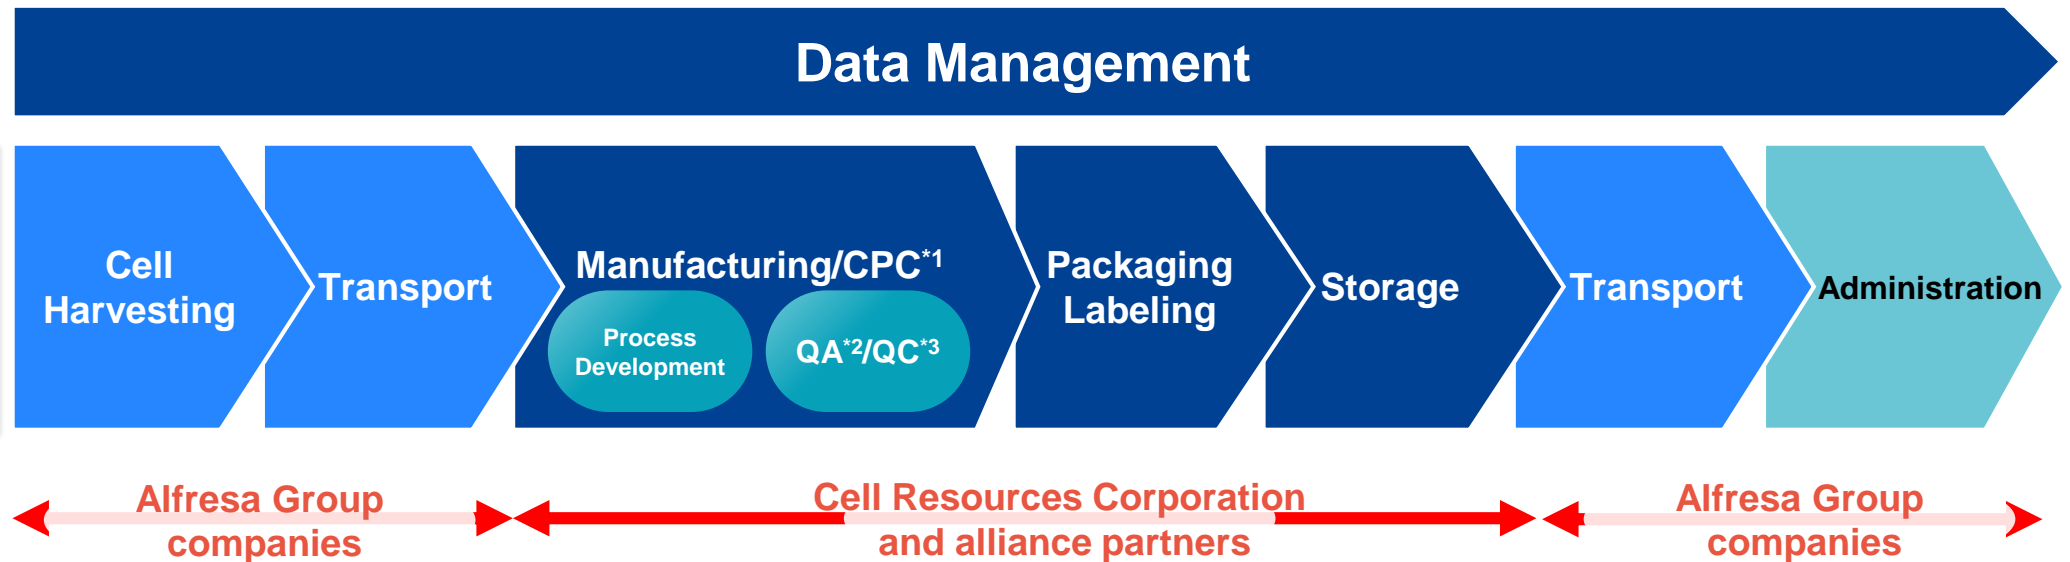 Data Management
Cell
Harvesting
Transport
Manufacturing/CPC*1
Process
Development
QA*2/QC*3
Packaging
Labeling
Storage
Transport
Administration
Alfresa Group
companies
Cell Resources Corporation
and alliance partners
Alfresa Group
companies